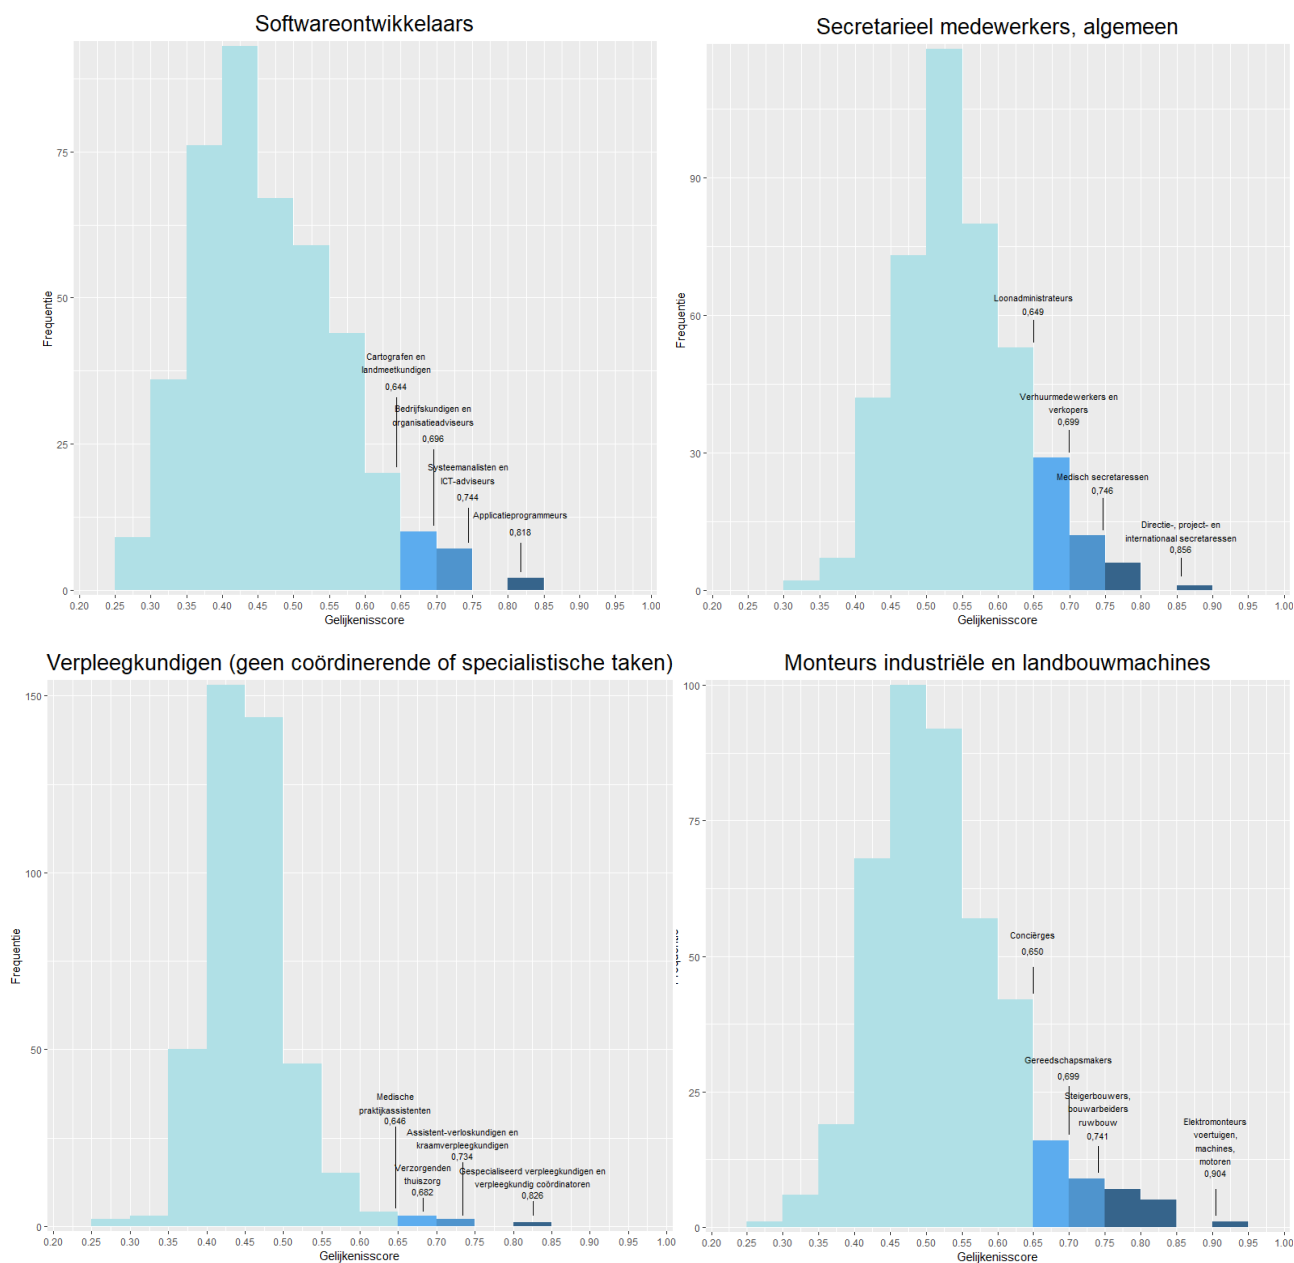 Softwareontwikkelaars
Frequentie
75
50
25
0
Cartografen en
landmeetkundigen
0,644
Bedrijfskundigen en
organisatieadviseurs
0,696
Systeemanalisten en
ICT-adviseurs
0,744
Applicatieprogrammeurs
0,818
0.20 0.25 0.30 0.35 0.40 0.45 0.50 0.55 0.60 0.65 0.70 0.75 0.80 0.85 0.90 0.95 1.00
Gelijkenisscore
Secretarieel medewerkers, algemeen
Frequentie
90
60
30
0
Loonadministrateurs
0,649
Verhuurmedewerkers en
verkopers
0,699
Medisch secretaressen
0,746
Directie-, project- en
internationaal secretaressen
0,856
0.20 0.25 0.30 0.35 0.40 0.45 0.50 0.55 0.60 0.65 0.70 0.75 0.80 0.85 0.90 0.95 1.00
Gelijkenisscore
Verpleegkundigen (geen coördinerende of specialistische taken)
Frequentie
150
100
50
0
Medische
praktijkassistenten
0,646
Assistent-verloskundigen en
kraamverpleegkundigen
0,734
Verzorgenden
thuiszorg
0,682
Gespecialiseerd verpleegkundigen en
verpleegkundig coördinatoren
0,826
0.20 0.25 0.30 0.35 0.40 0.45 0.50 0.55 0.60 0.65 0.70 0.75 0.80 0.85 0.90 0.95 1.00
Gelijkenisscore
Monteurs industriële en landbouwmachines
Frequentie
100
75
50
25
0
Conciërges
0,650
Gereedschapsmakers
0,699
Steigerbouwers,
bouwarbeiders
ruwbouw
0,741
Elektromonteurs
voertuigen,
machines,
motoren
0,904
0.20 0.25 0.30 0.35 0.40 0.45 0.50 0.55 0.60 0.65 0.70 0.75 0.80 0.85 0.90 0.95 1.00
Gelijkenisscore